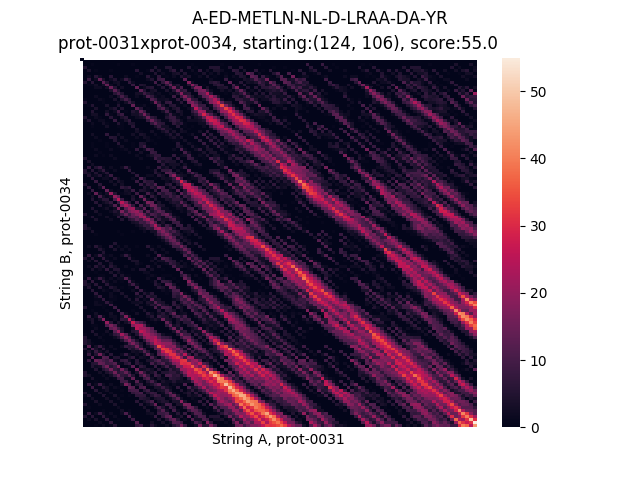 A-ED-METLN-NL-D-LRAA-DA-YR
prot-0031xprot-0034, starting:(124, 106), score:55.0
String B, prot-0034
String A, prot-0031
50
40
30
20
10
0